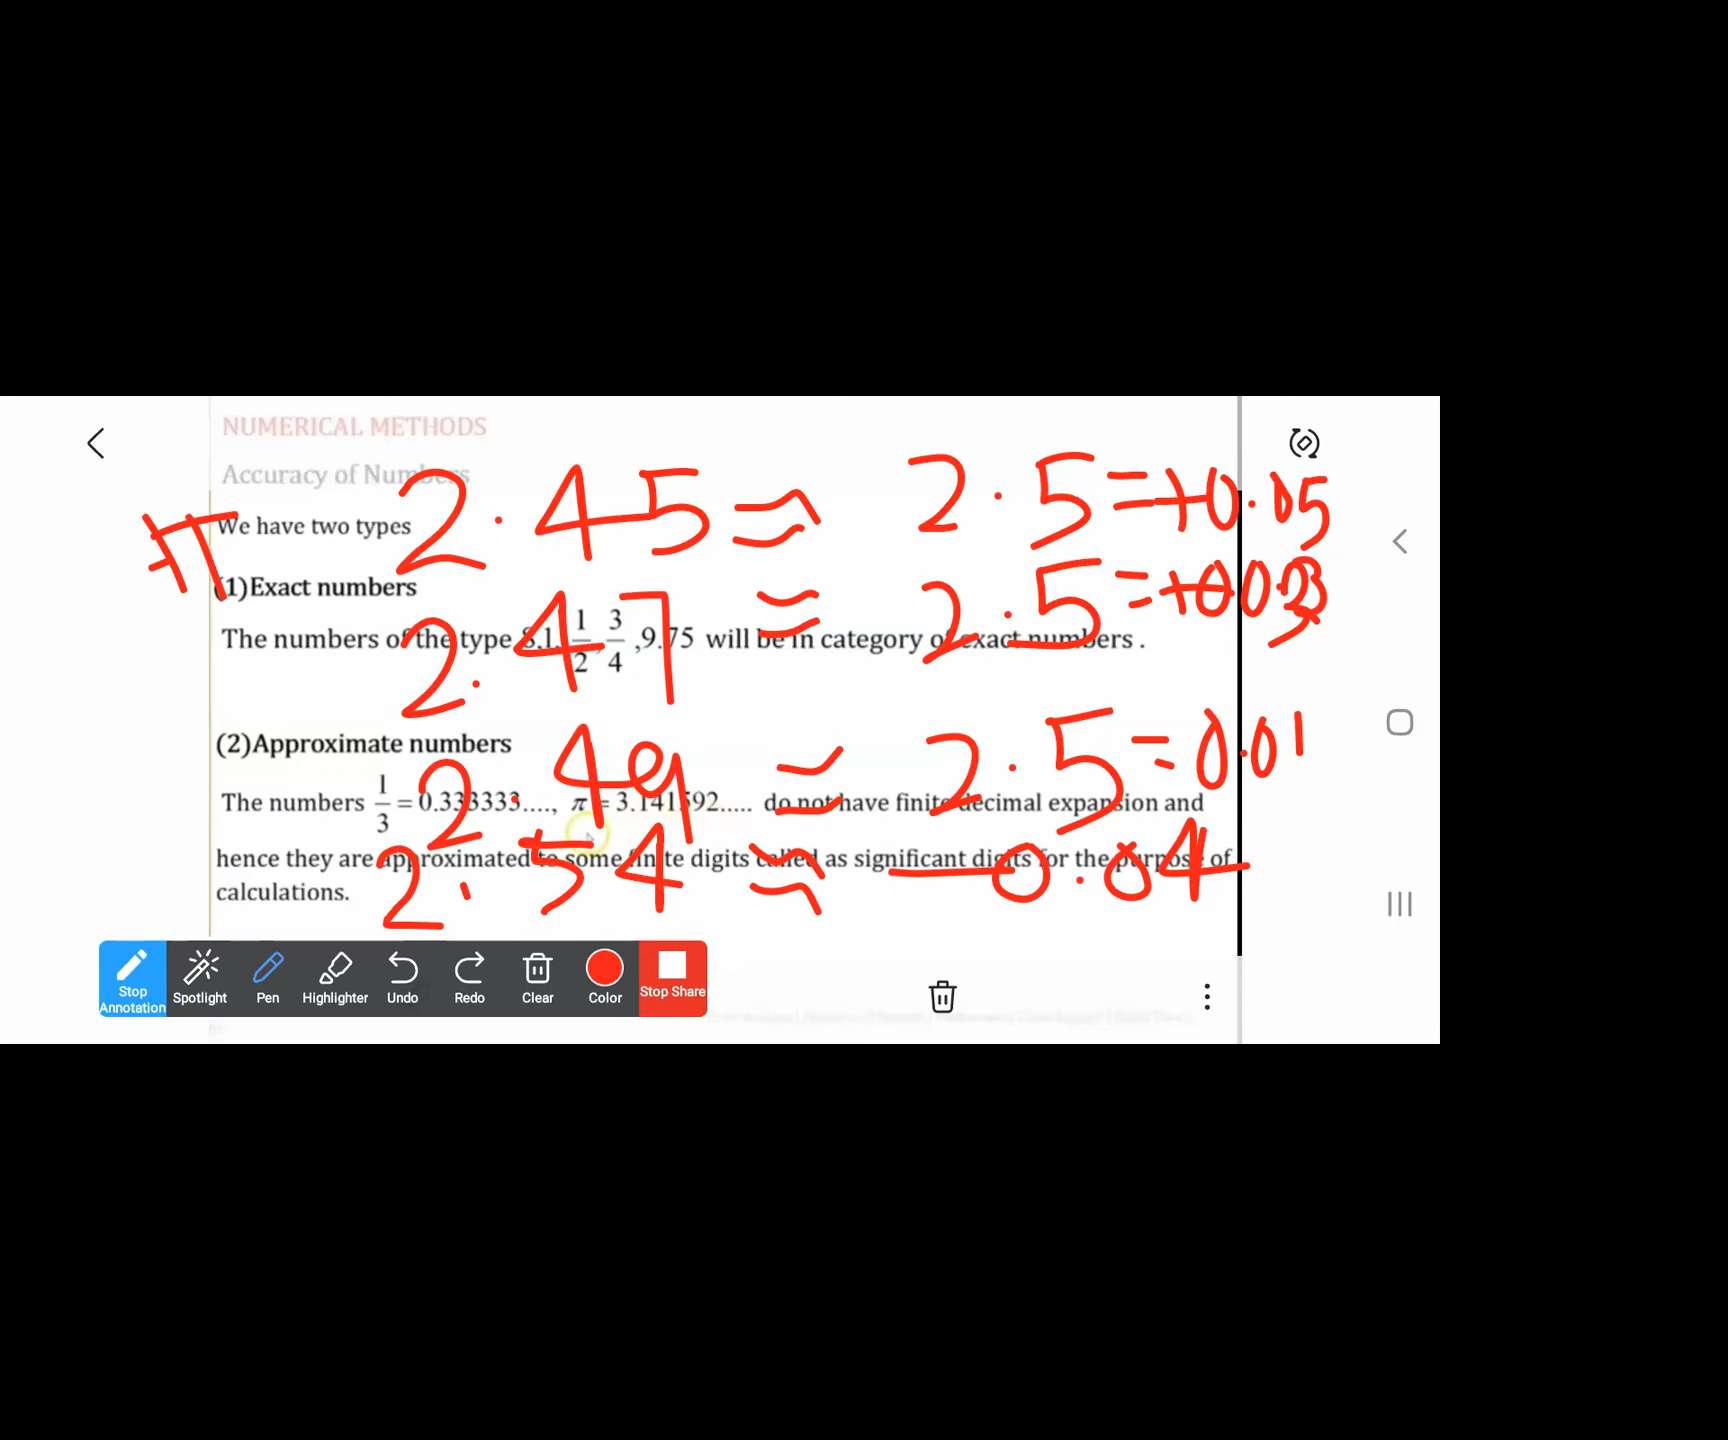 NUMERICAL METHODS
Accuracy of Numbers
2.45 ≈ 2.5 = +0.05
We have two types
π
(1)Exact numbers
2.47 ≈ 2.5 = +0.03
The numbers of the type 8,1, 1/2, 3/4, 9.75 will be in category of exact numbers .
(2)Approximate numbers
2.49 ≈ 2.5 = 0.01
The numbers 1/3 = 0.333333...., π = 3.141592..... do not have finite decimal expansion and
2.54 ≈ -0.04
hence they are approximated to some finite digits called as significant digits for the purpose of
calculations.
Stop Annotation
Spotlight
Pen
Highlighter
Undo
Redo
Clear
Color
Stop Share